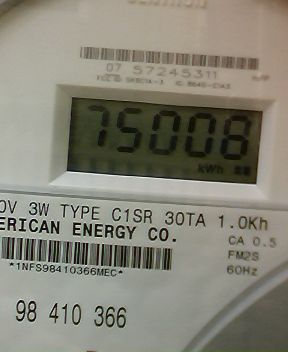 07 57245311
75008
kWh
0V 3W TYPE C1SR 30TA 1.0Kh
ERICAN ENERGY CO.
CA 0.5
FM2S
60Hz
*1NFS98410366MEC*
98 410 366